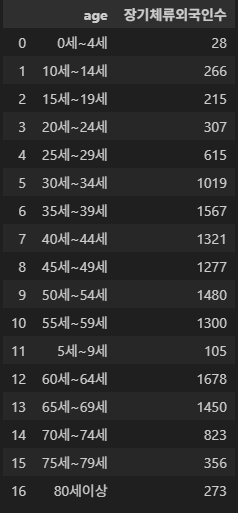 age 장기체류외국인수
0 0세~4세 28
1 10세~14세 266
2 15세~19세 215
3 20세~24세 307
4 25세~29세 615
5 30세~34세 1019
6 35세~39세 1567
7 40세~44세 1321
8 45세~49세 1277
9 50세~54세 1480
10 55세~59세 1300
11 5세~9세 105
12 60세~64세 1678
13 65세~69세 1450
14 70세~74세 823
15 75세~79세 356
16 80세이상 273